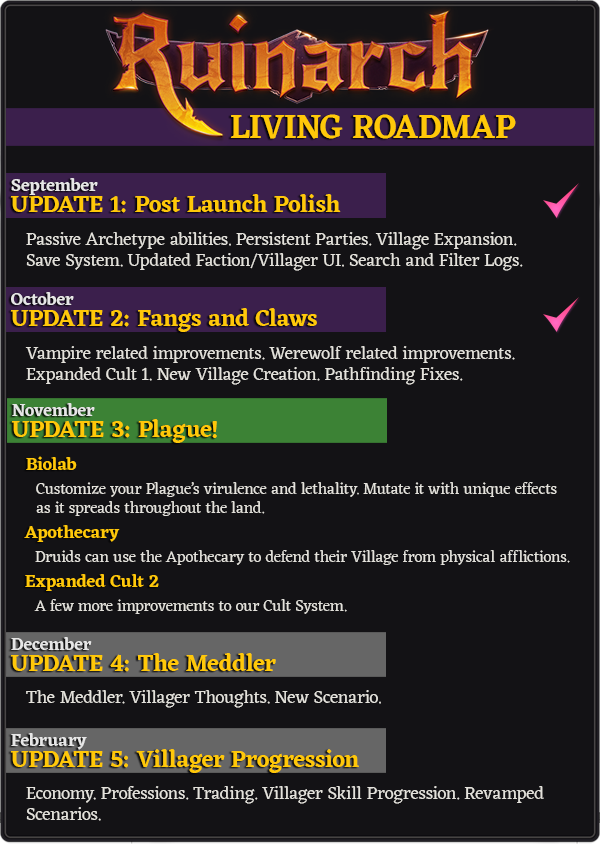 Ruinarch
LIVING ROADMAP
September
UPDATE 1: Post Launch Polish
Passive Archetype abilities, Persistent Parties, Village Expansion,
Save System, Updated Faction/Villager UI, Search and Filter Logs.
October
UPDATE 2: Fangs and Claws
Vampire related improvements, Werewolf related improvements,
Expanded Cult 1, New Village Creation, Pathfinding Fixes.
November
UPDATE 3: Plague!
Biolab
Customize your Plague's virulence and lethality. Mutate it with unique effects
as it spreads throughout the land.
Apothecary
Druids can use the Apothecary to defend their Village from physical afflictions.
Expanded Cult 2
A few more improvements to our Cult System.
December
UPDATE 4: The Meddler
The Meddler, Villager Thoughts, New Scenario.
February
UPDATE 5: Villager Progression
Economy, Professions, Trading, Villager Skill Progression, Revamped
Scenarios.